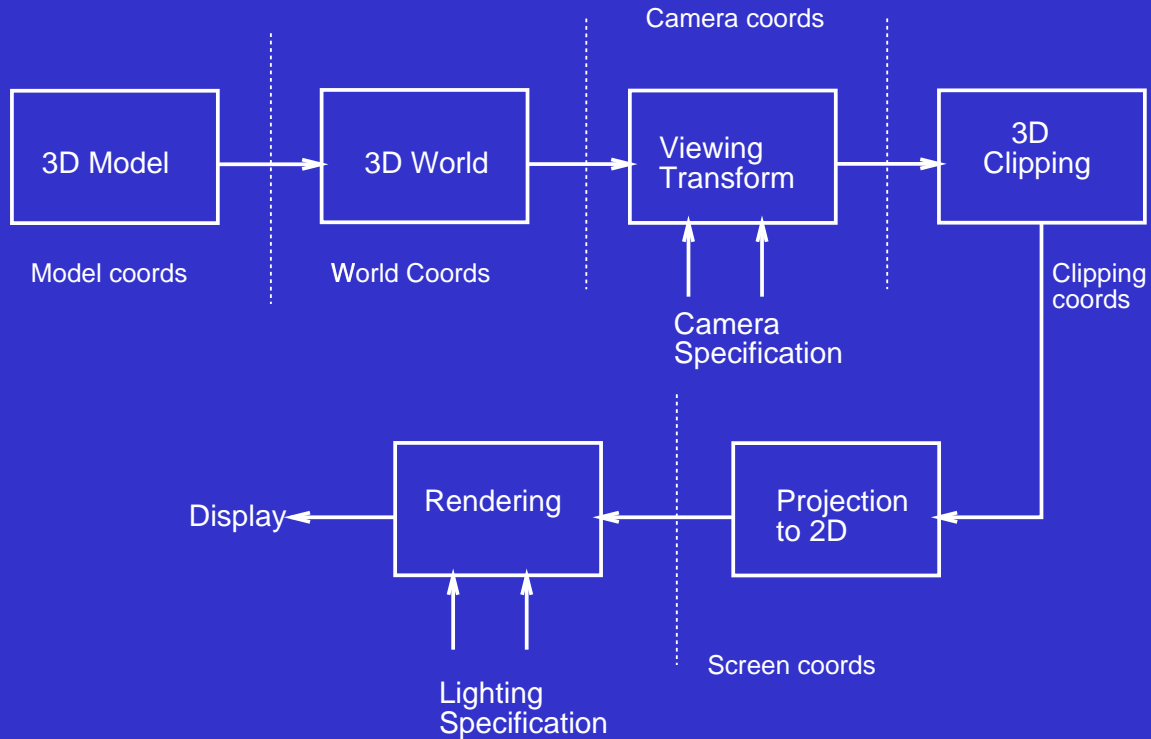 Camera coords
3D Model
3D World
Viewing
Transform
3D
Clipping
Model coords
World Coords
Clipping
coords
Camera
Specification
Display
Rendering
Projection
to 2D
Screen coords
Lighting
Specification